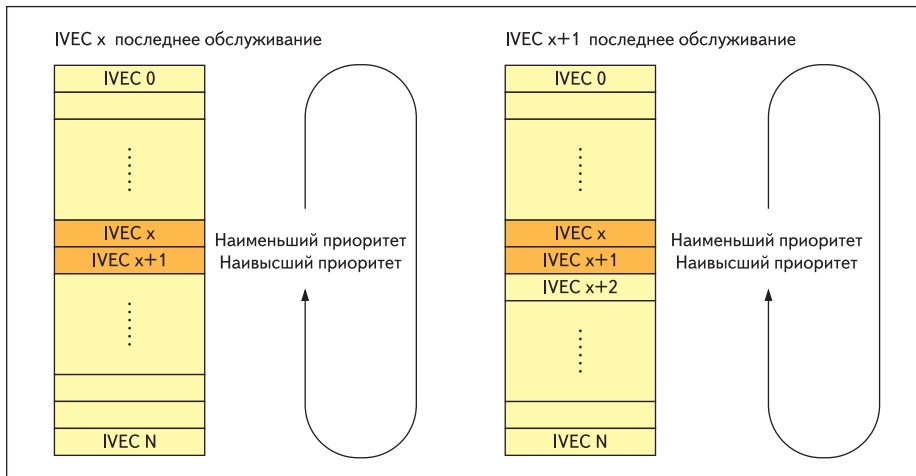 IVEC x последнее обслуживание
IVEC 0
IVEC x
IVEC x+1
IVEC N
Наименьший приоритет
Наивысший приоритет
IVEC x+1 последнее обслуживание
IVEC 0
IVEC x
IVEC x+1
IVEC x+2
IVEC N
Наименьший приоритет
Наивысший приоритет